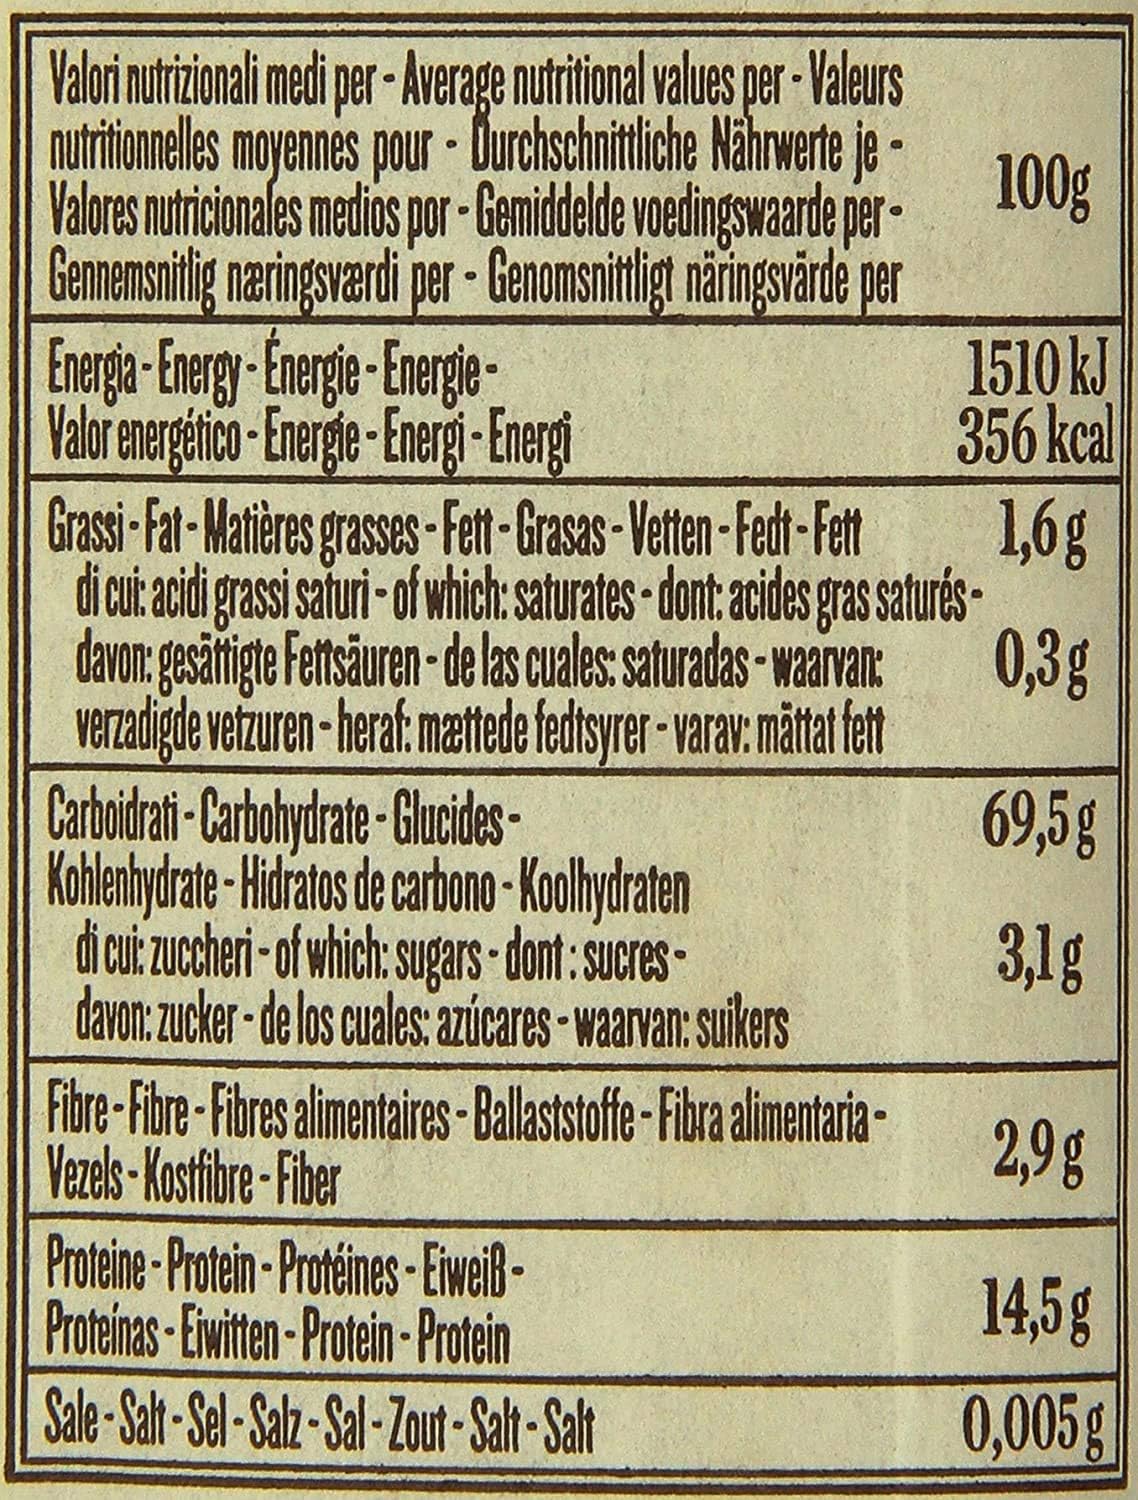 Valori nutrizionali medi per - Average nutritional values per - Valeurs
nutritionnelles moyennes pour - Durchschnittliche Nährwerte je -
Valores nutricionales medios por - Gemiddelde voedingswaarde per -
Gennemsnitlig næringsværdi per - Genomsnittligt näringsvärde per
100g
Energia - Energy - Énergie - Energie -
Valor energético - Energie - Energi - Energi
1510 kJ
356 kcal
Grassi - Fat - Matières grasses - Fett - Grasas - Vetten - Fedt - Fett
1,6 g
di cui: acidi grassi saturi - of which: saturates - dont: acides gras saturés -
davon: gesättigte Fettsäuren - de las cuales: saturadas - waarvan:
verzadigde vetzuren - heraf: mættede fedtsyrer - varav: mättat fett
0,3 g
Carboidrati - Carbohydrate - Glucides -
Kohlenhydrate - Hidratos de carbono - Koolhydraten
69,5 g
di cui: zuccheri - of which: sugars - dont : sucres -
davon: zucker - de los cuales: azúcares - waarvan: suikers
3,1 g
Fibre - Fibre - Fibres alimentaires - Ballaststoffe - Fibra alimentaria -
Vezels - Kostfibre - Fiber
2,9 g
Proteine - Protein - Protéines - Eiweiß -
Proteínas - Eiwitten - Protein - Protein
14,5 g
Sale - Salt - Sel - Salz - Sal - Zout - Salt - Salt
0,005 g